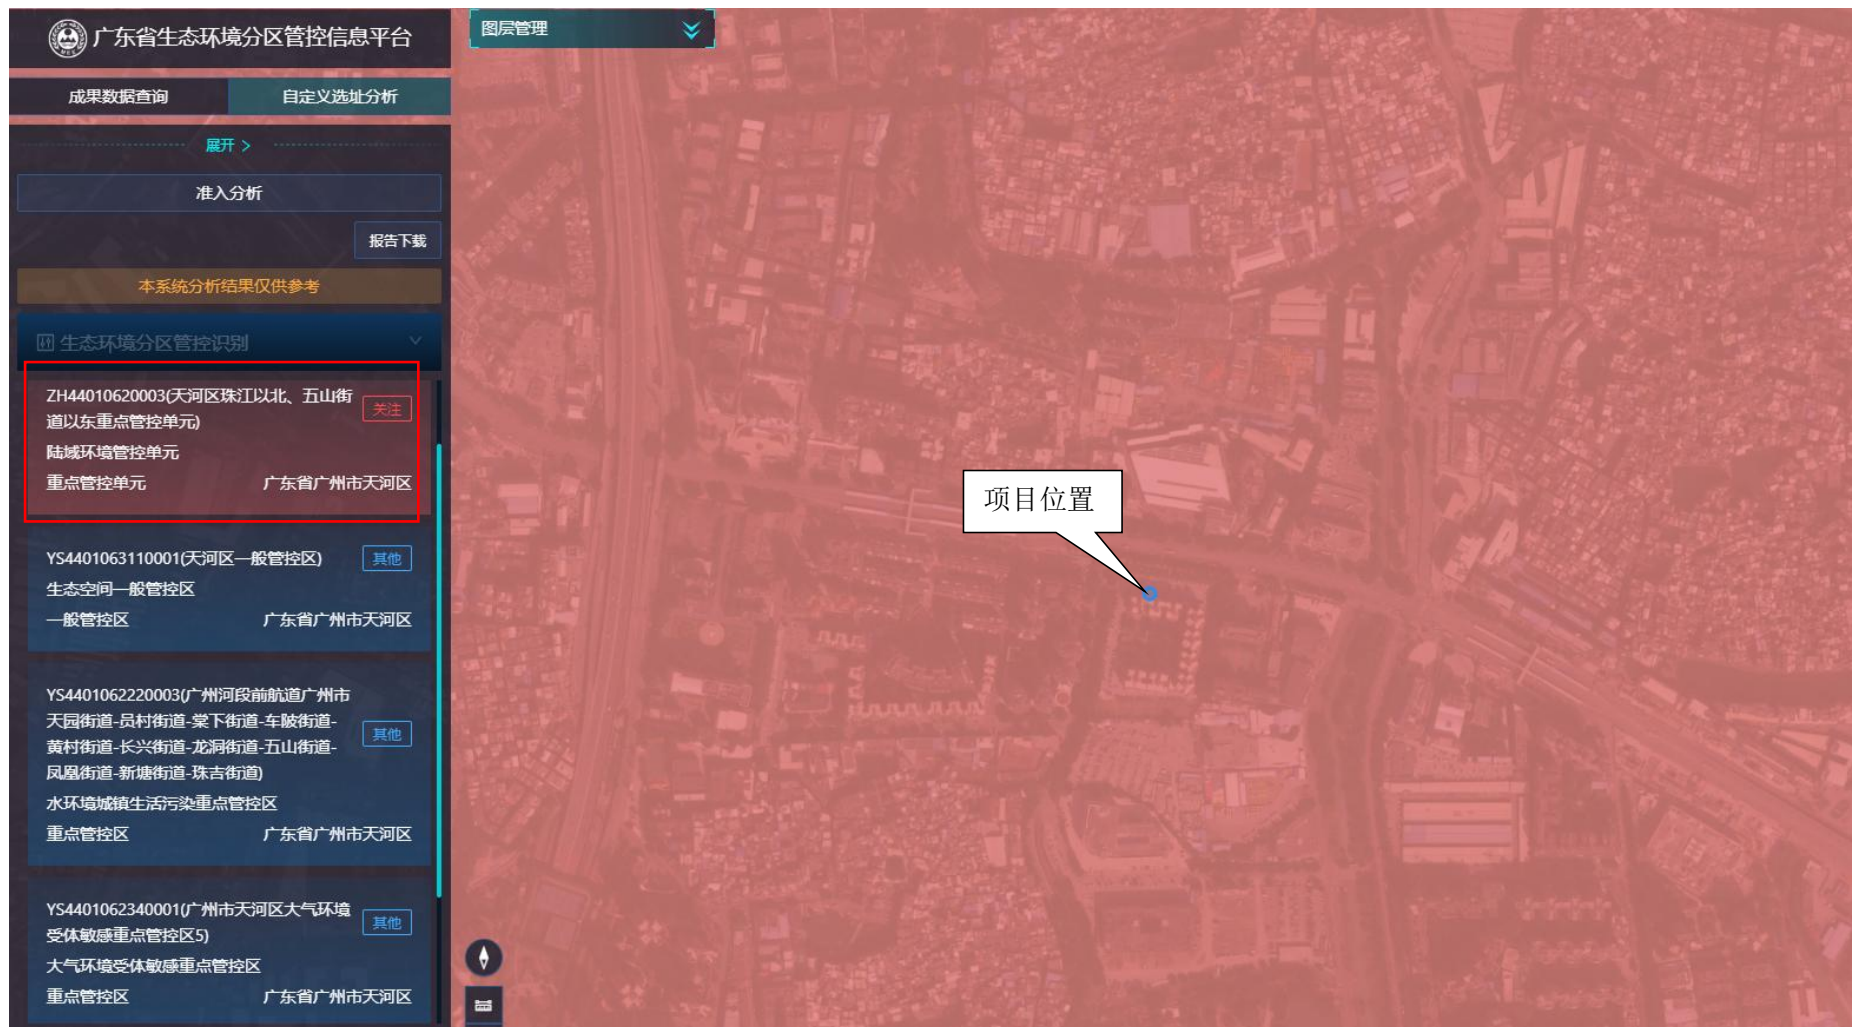 广东省生态环境分区管控信息平台
图层管理
成果数据查询
自定义选址分析
展开 >
准入分析
报告下载
本系统分析结果仅供参考
生态环境分区管控识别
ZH44010620003(天河区珠江以北、五山街
道以东重点管控单元)
关注
陆域环境管控单元
重点管控单元 广东省广州市天河区
YS4401063110001(天河区一般管控区)
其他
生态空间一般管控区
一般管控区 广东省广州市天河区
YS4401062220003(广州河段前航道广州市
天园街道-员村街道-棠下街道-车陂街道-
黄村街道-长兴街道-龙洞街道-五山街道-
凤凰街道-新塘街道-珠吉街道)
其他
水环境城镇生活污染重点管控区
重点管控区 广东省广州市天河区
YS4401062340001(广州市天河区大气环境
受体敏感重点管控区5)
其他
大气环境受体敏感重点管控区
重点管控区 广东省广州市天河区
项目位置